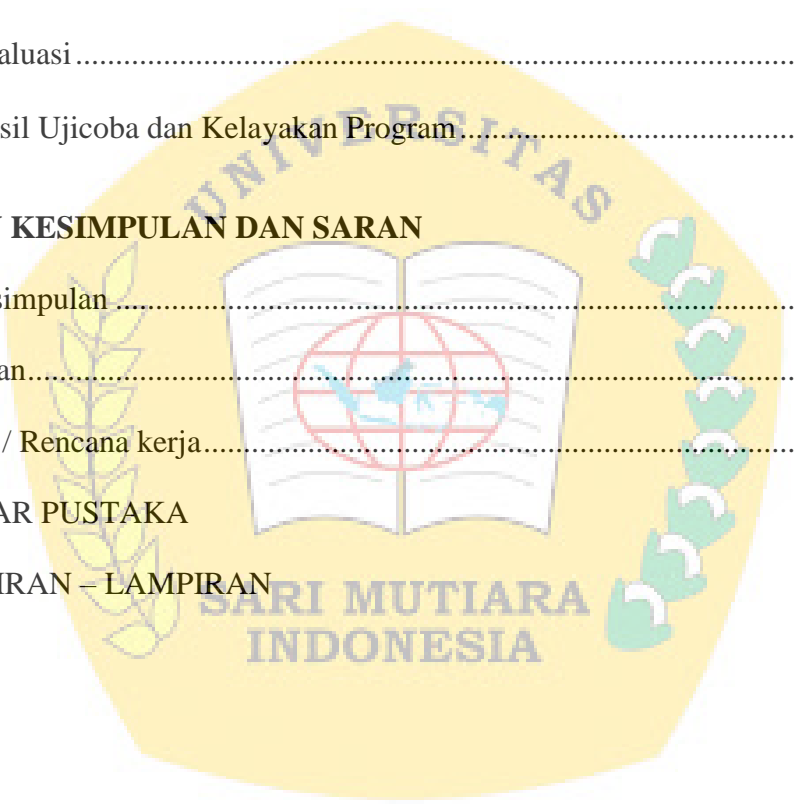 aluasi ..........................................................................................
sil Ujicoba dan Kelayakan Program ..........................................
UNIVERSITAS
KESIMPULAN DAN SARAN
simpulan .....................................................................................
an ................................................................................................
/ Rencana kerja ..........................................................................
AR PUSTAKA
IRAN – LAMPIRAN
SARI MUTIARA
INDONESIA